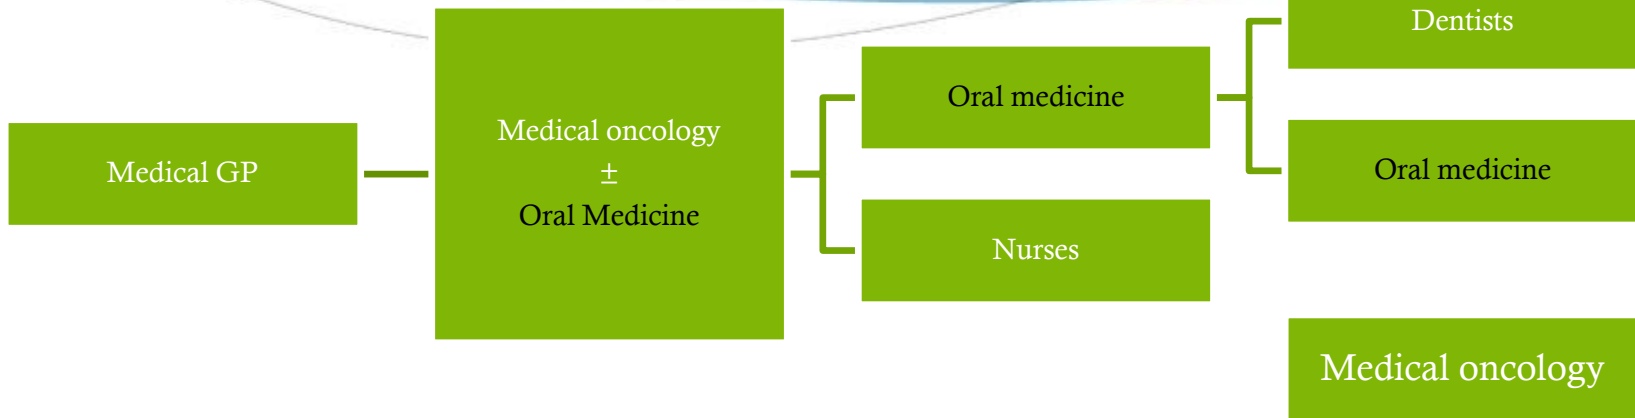 Medical GP
Medical oncology
±
Oral Medicine
Oral medicine
Nurses
Dentists
Oral medicine
Medical oncology